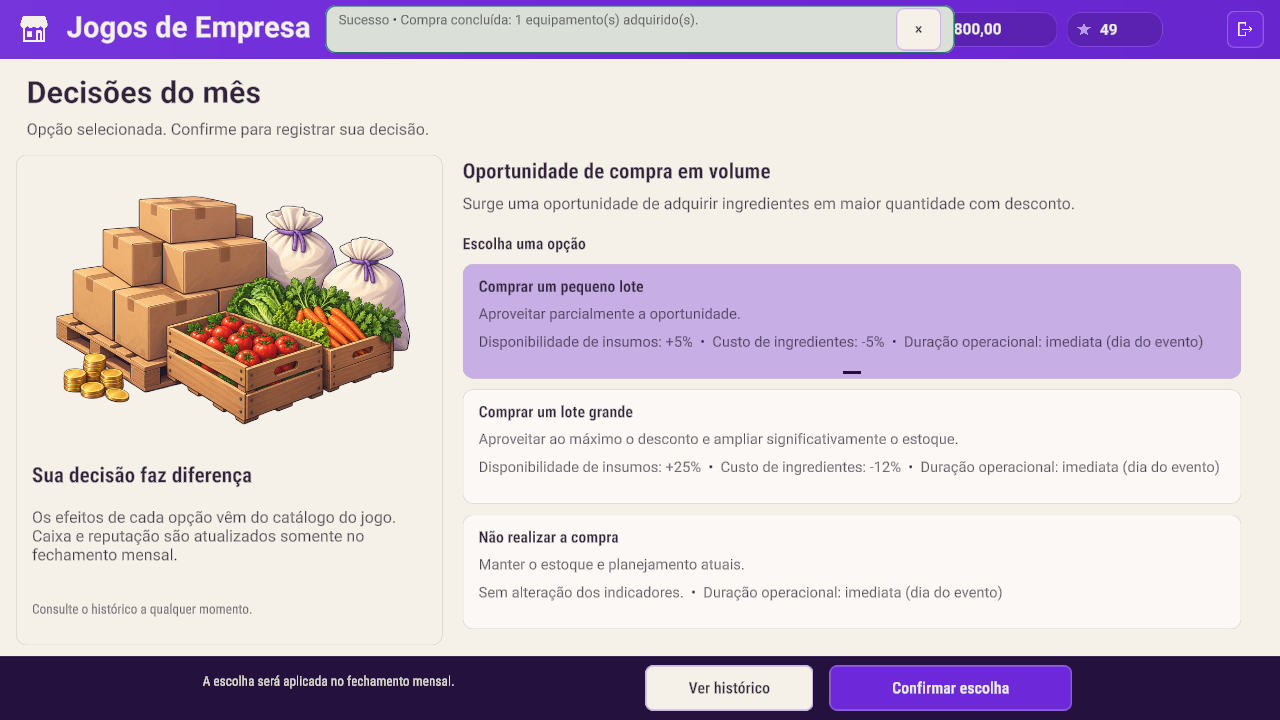 Jogos de Empresa
Sucesso • Compra concluída: 1 equipamento(s) adquirido(s).
×
800,00
49
Decisões do mês
Opção selecionada. Confirme para registrar sua decisão.
Sua decisão faz diferença
Os efeitos de cada opção vêm do catálogo do jogo.
Caixa e reputação são atualizados somente no
fechamento mensal.
Consulte o histórico a qualquer momento.
Oportunidade de compra em volume
Surge uma oportunidade de adquirir ingredientes em maior quantidade com desconto.
Escolha uma opção
Comprar um pequeno lote
Aproveitar parcialmente a oportunidade.
Disponibilidade de insumos: +5% • Custo de ingredientes: -5% • Duração operacional: imediata (dia do evento)
Comprar um lote grande
Aproveitar ao máximo o desconto e ampliar significativamente o estoque.
Disponibilidade de insumos: +25% • Custo de ingredientes: -12% • Duração operacional: imediata (dia do evento)
Não realizar a compra
Manter o estoque e planejamento atuais.
Sem alteração dos indicadores. • Duração operacional: imediata (dia do evento)
A escolha será aplicada no fechamento mensal.
Ver histórico
Confirmar escolha